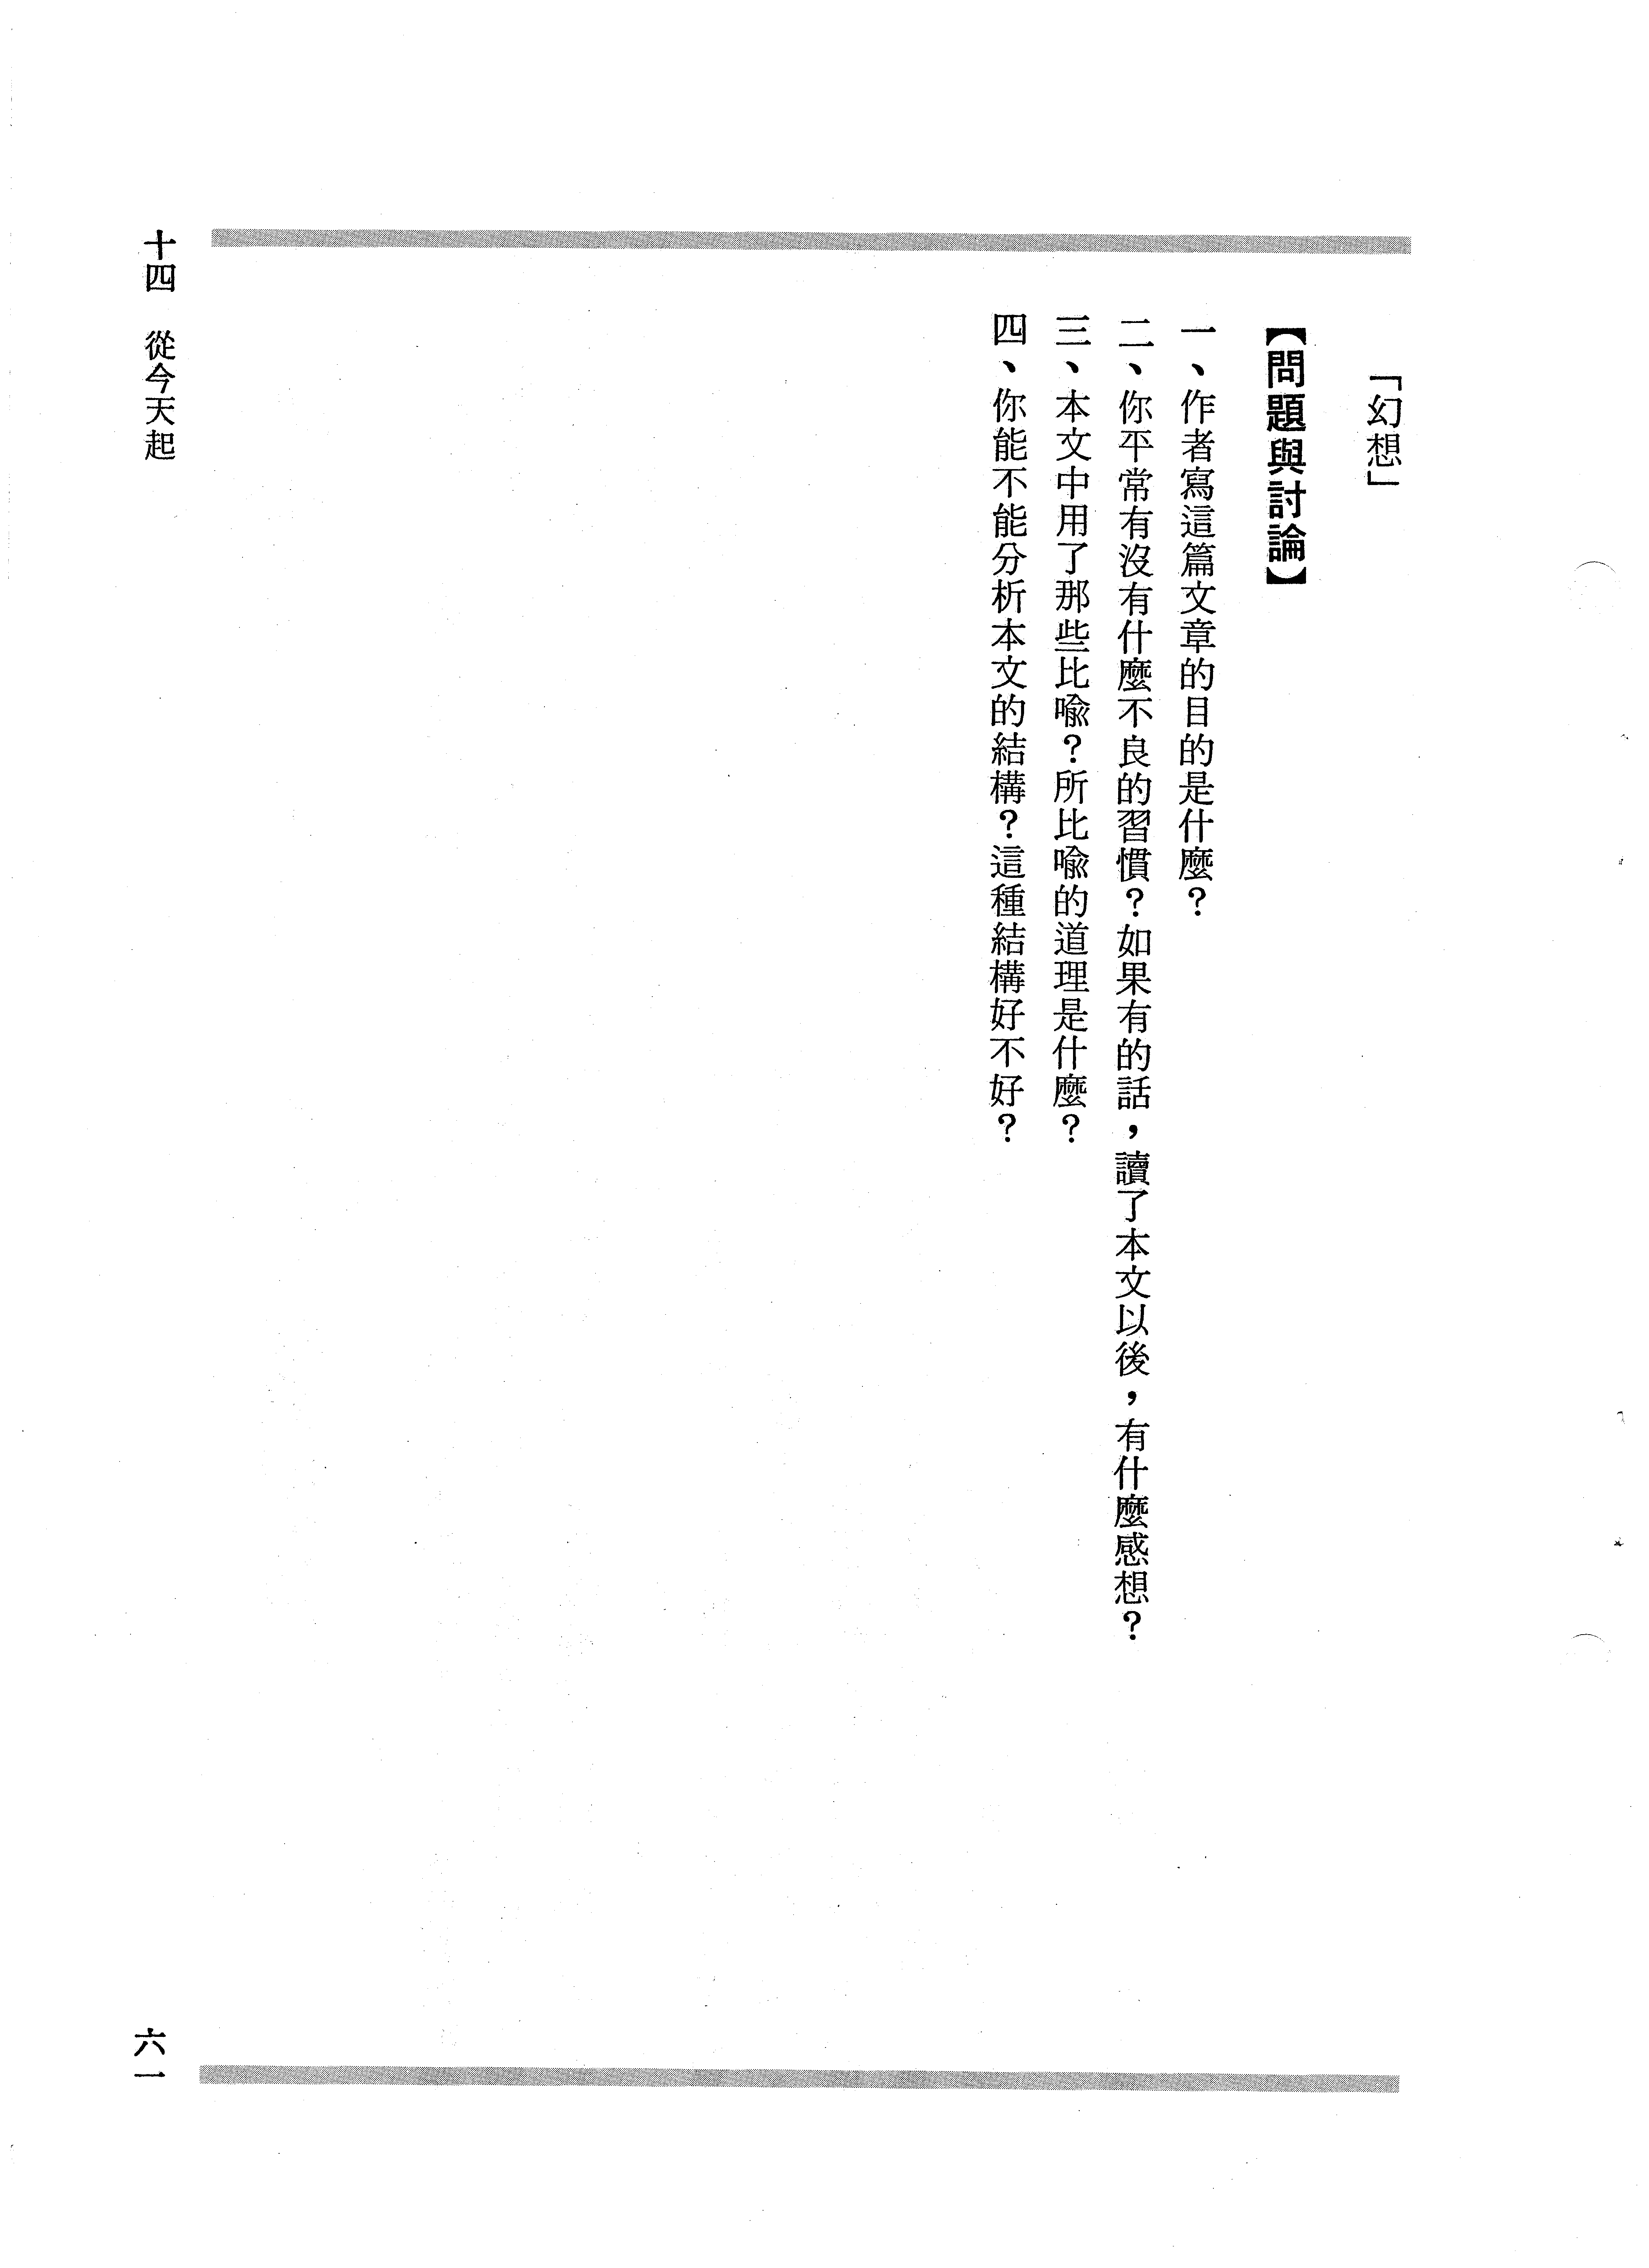 「幻想」
【問題與討論】
一、作者寫這篇文章的目的是什麼？
二、你平常有沒有什麼不良的習慣？如果有的話，讀了本文以後，有什麼感想？
三、本文中用了那些比喻？所比喻的道理是什麼？
四、你能不能分析本文的結構？這種結構好不好？
十四　從今天起
六一